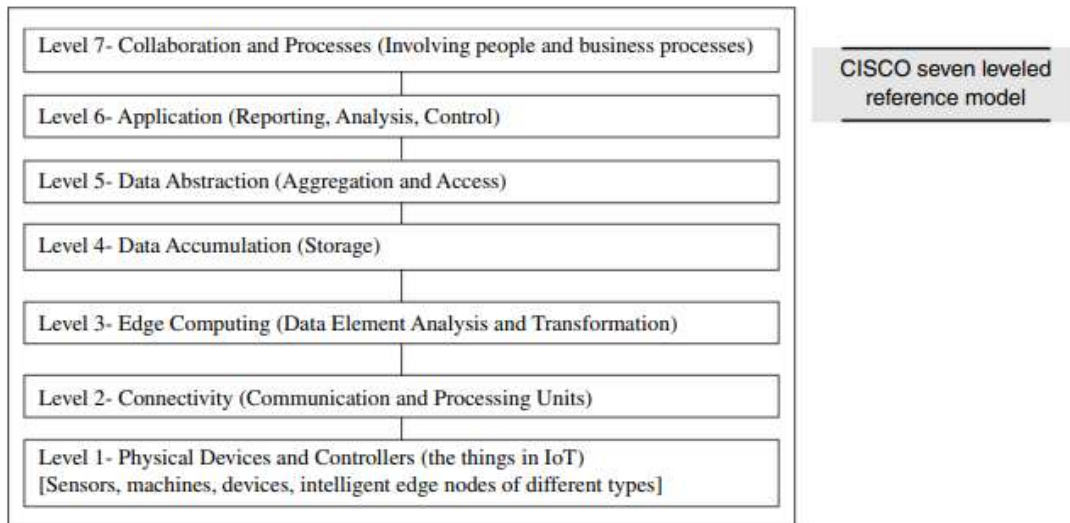 Level 7- Collaboration and Processes (Involving people and business processes)
Level 6- Application (Reporting, Analysis, Control)
Level 5- Data Abstraction (Aggregation and Access)
Level 4- Data Accumulation (Storage)
Level 3- Edge Computing (Data Element Analysis and Transformation)
Level 2- Connectivity (Communication and Processing Units)
Level 1- Physical Devices and Controllers (the things in IoT)
[Sensors, machines, devices, intelligent edge nodes of different types]
CISCO seven leveled
reference model